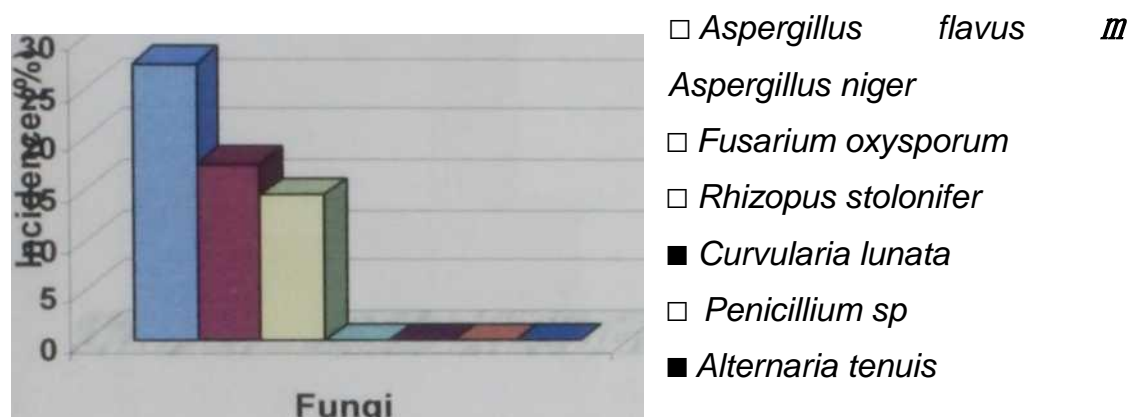 30
25
20
15
10
5
0
Incidence (%)
Fungi
□ Aspergillus flavus m
Aspergillus niger
□ Fusarium oxysporum
□ Rhizopus stolonifer
■ Curvularia lunata
□ Penicillium sp
■ Alternaria tenuis